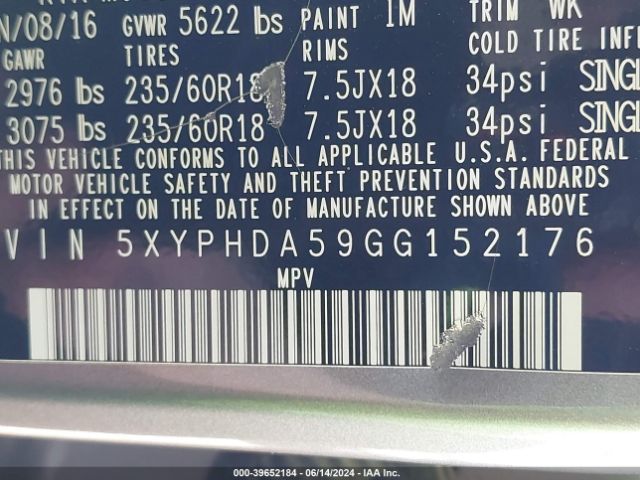 N/08/16 GVWR 5622 lbs PAINT 1M TRIM WK
GAWR TIRES RIMS COLD TIRE INFL
2976 lbs 235/60R18 7.5JX18 34psi SINGL
3075 lbs 235/60R18 7.5JX18 34psi SINGL
THIS VEHICLE CONFORMS TO ALL APPLICABLE U.S.A. FEDERAL
MOTOR VEHICLE SAFETY AND THEFT PREVENTION STANDARDS
IN EFFECT ON THE DATE OF MANUFACTURE SHOWN ABOVE
VIN 5XYPHDA59GG152176
MPV
000-39652184 - 06/14/2024 - IAA Inc.